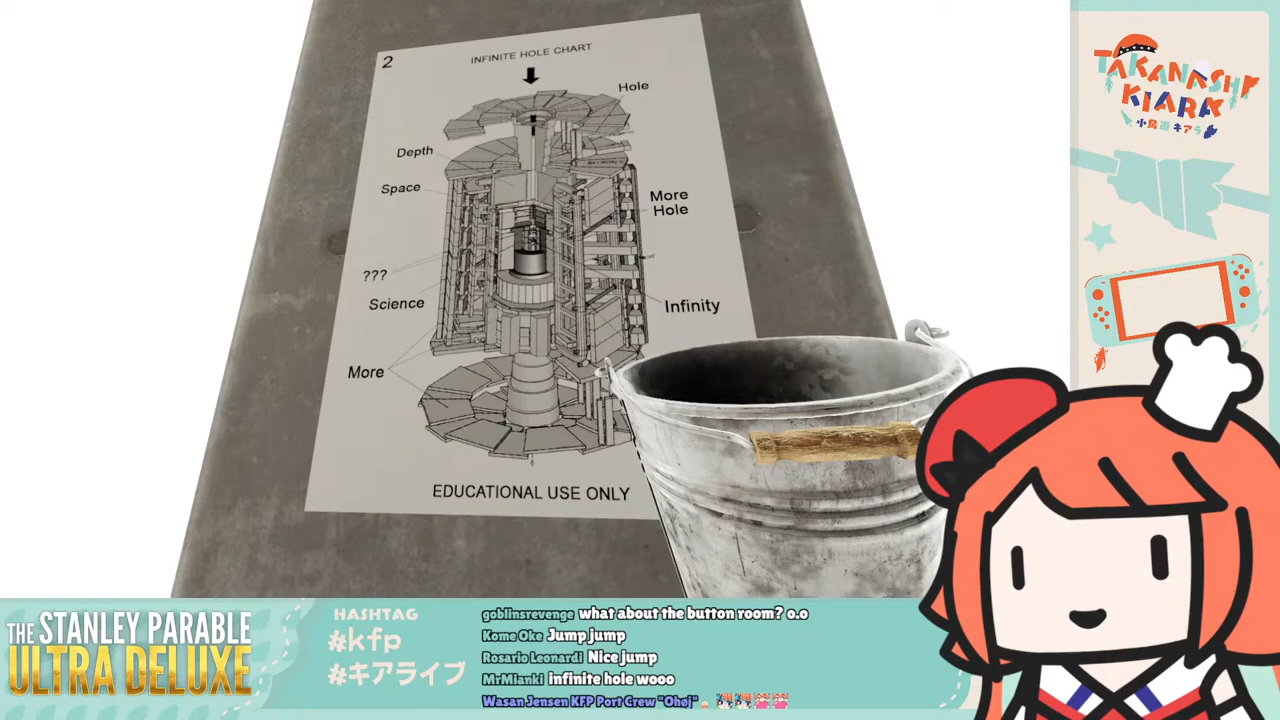 2
INFINITE HOLE CHART
Hole
Depth
Space
More
Hole
???
Science
Infinity
More
EDUCATIONAL USE ONLY
TAKANASHI
KIARA
小鳥遊キアラ
THE STANLEY PARABLE
ULTRA DELUXE
HASHTAG
#kfp
#キアライブ
goblinsrevenge what about the button room? o.o
Kome Oke Jump jump
Rosario Leonardi Nice jump
MrMianki infinite hole wooo
Wasan Jensen KFP Port Crew "Ohøj"